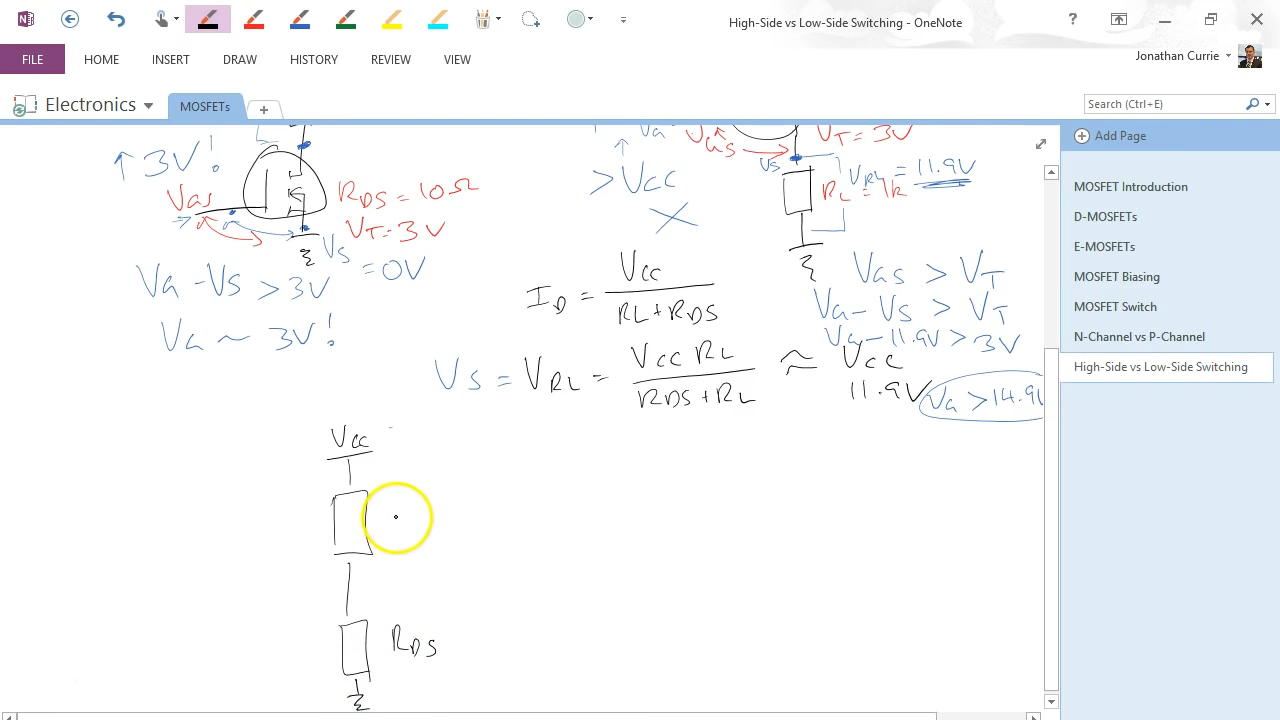 High-Side vs Low-Side Switching - OneNote
?
FILE
HOME
INSERT
DRAW
HISTORY
REVIEW
VIEW
Jonathan Currie
Electronics
MOSFETs
Search (Ctrl+E)
Add Page
MOSFET Introduction
D-MOSFETs
E-MOSFETs
MOSFET Biasing
MOSFET Switch
N-Channel vs P-Channel
High-Side vs Low-Side Switching
↑ 3V!
VGS
RDS = 10Ω
VT = 3V
VS
= 0V
VG - VS > 3V
VG ~ 3V!
↑
> VCC
X
VGS
VT = 3V
VS
VRL = 11.9V
RL = 1k
VGS > VT
VG - VS > VT
VG - 11.9V > 3V
VG > 14.9V
ID = VCC / RL + RDS
VS = VRL = VCC RL / RDS + RL ≈ VCC
11.9V
VCC
RDS